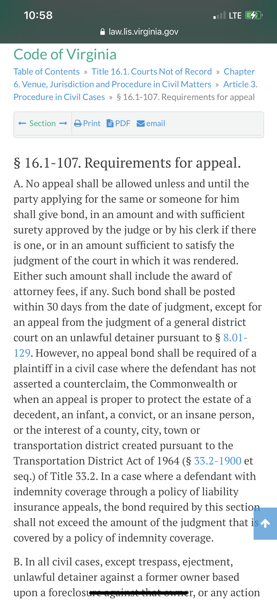 10:58
LTE
law.lis.virginia.gov
Code of Virginia
Table of Contents » Title 16.1. Courts Not of Record » Chapter
6. Venue, Jurisdiction and Procedure in Civil Matters » Article 3.
Procedure in Civil Cases » § 16.1-107. Requirements for appeal
← Section → Print PDF email
§ 16.1-107. Requirements for appeal.
A. No appeal shall be allowed unless and until the
party applying for the same or someone for him
shall give bond, in an amount and with sufficient
surety approved by the judge or by his clerk if there
is one, or in an amount sufficient to satisfy the
judgment of the court in which it was rendered.
Either such amount shall include the award of
attorney fees, if any. Such bond shall be posted
within 30 days from the date of judgment, except for
an appeal from the judgment of a general district
court on an unlawful detainer pursuant to § 8.01-
129. However, no appeal bond shall be required of a
plaintiff in a civil case where the defendant has not
asserted a counterclaim, the Commonwealth or
when an appeal is proper to protect the estate of a
decedent, an infant, a convict, or an insane person,
or the interest of a county, city, town or
transportation district created pursuant to the
Transportation District Act of 1964 (§ 33.2-1900 et
seq.) of Title 33.2. In a case where a defendant with
indemnity coverage through a policy of liability
insurance appeals, the bond required by this section
shall not exceed the amount of the judgment that is
covered by a policy of indemnity coverage.
B. In all civil cases, except trespass, ejectment,
unlawful detainer against a former owner based
upon a foreclosure against that owner, or any action